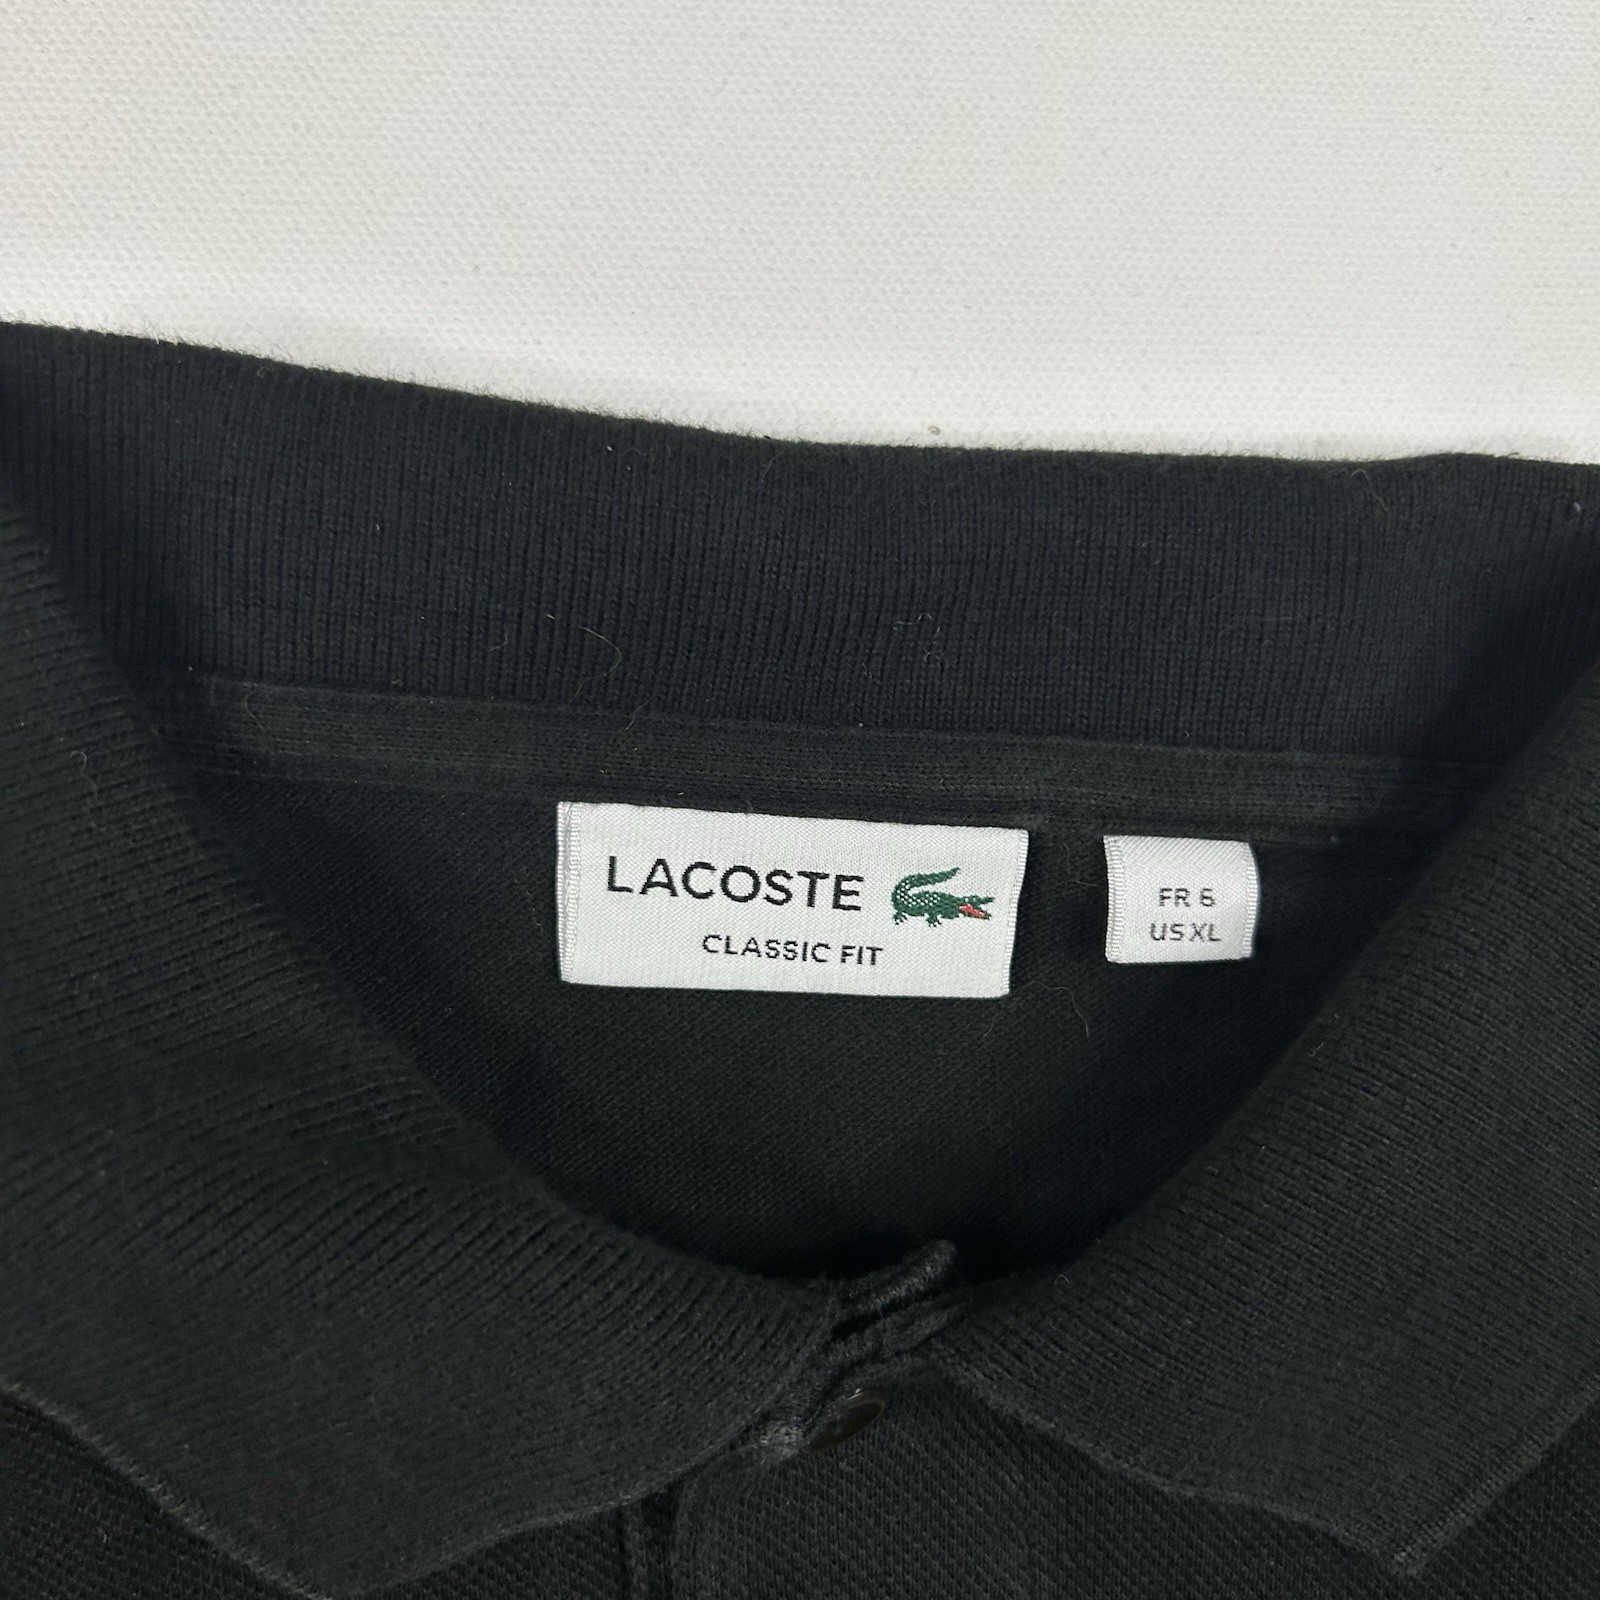 LACOSTE
CLASSIC FIT
FR 6
US XL